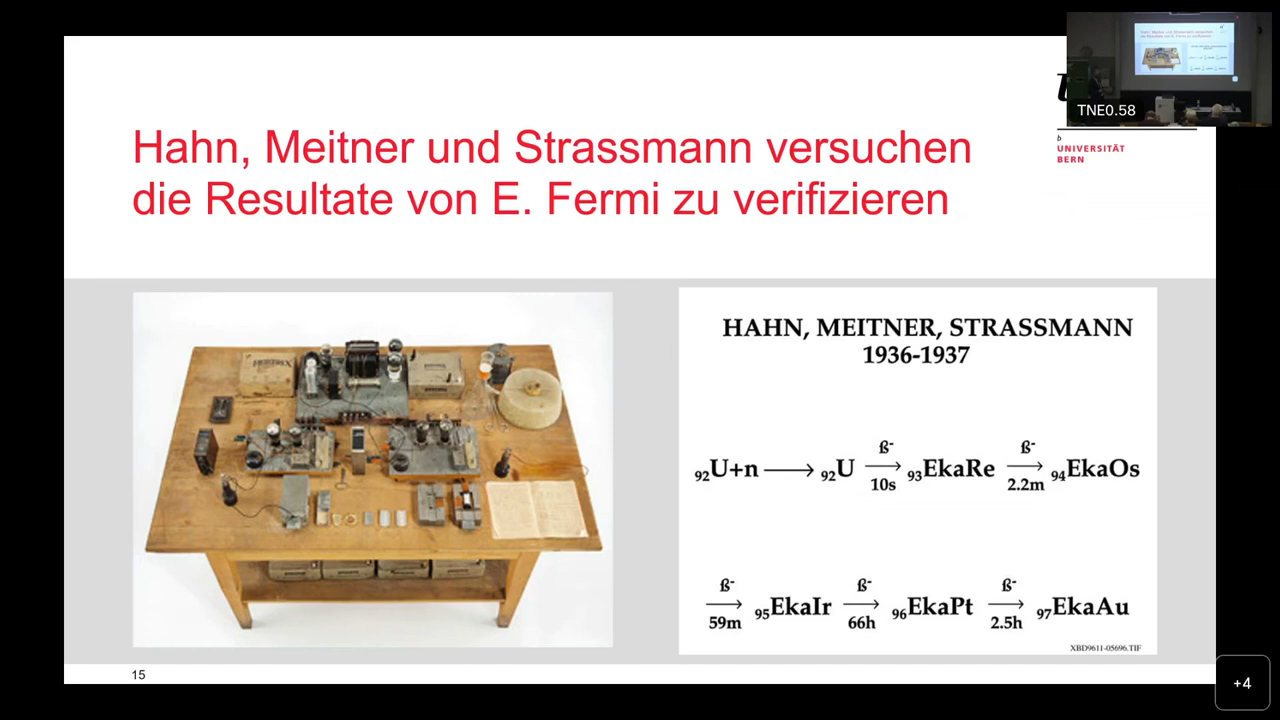 Hahn, Meitner und Strassmann versuchen
die Resultate von E. Fermi zu verifizieren
TNE0.58
b
UNIVERSITÄT
BERN
HAHN, MEITNER, STRASSMANN
1936-1937
₉₂U+n ⟶ ₉₂U ß⁻ → 10s ₉₃EkaRe ß⁻ → 2.2m ₉₄EkaOs
ß⁻ → 59m ₉₅EkaIr ß⁻ → 66h ₉₆EkaPt ß⁻ → 2.5h ₉₇EkaAu
XBD9611-05696.TIF
15
+4